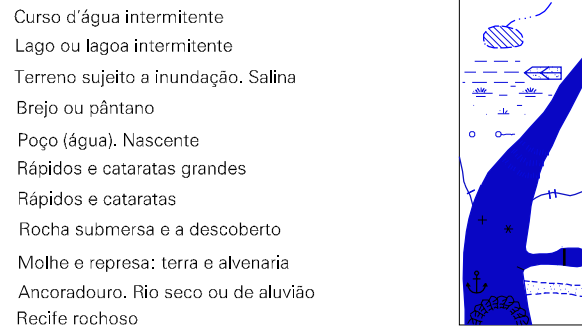 Curso d'água intermitente
Lago ou lagoa intermitente
Terreno sujeito a inundação. Salina
Brejo ou pântano
Poço (água). Nascente
Rápidos e cataratas grandes
Rápidos e cataratas
Rocha submersa e a descoberto
Molhe e represa: terra e alvenaria
Ancoradouro. Rio seco ou de aluvião
Recife rochoso